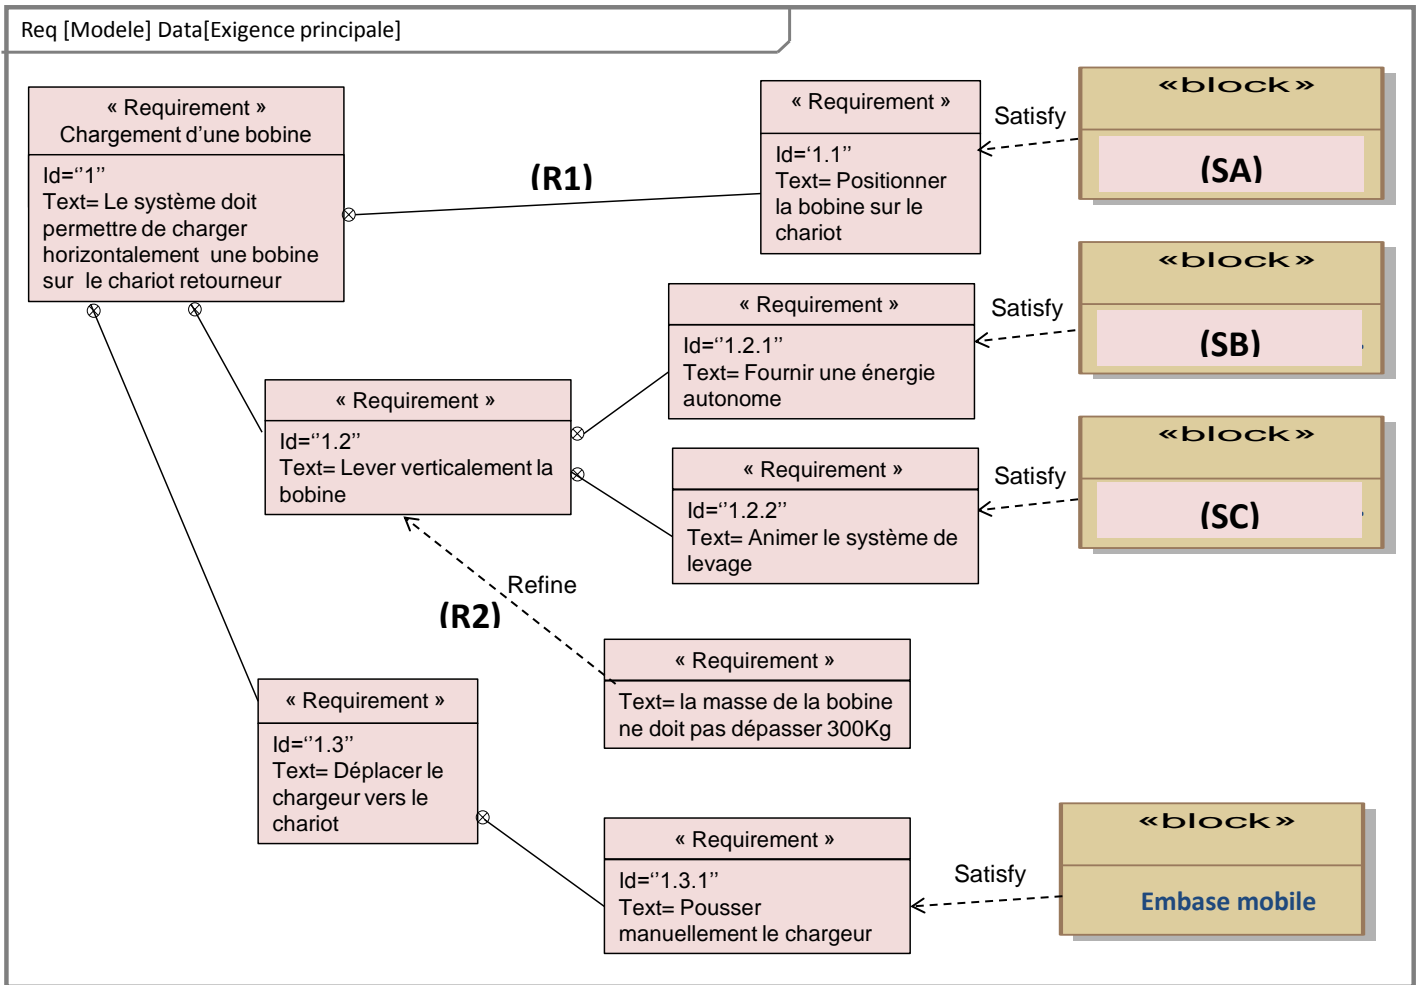 Req [Modele] Data[Exigence principale]
« Requirement »
Chargement d'une bobine
Id=‘’1’’
Text= Le système doit
permettre de charger
horizontalement une bobine
sur le chariot retourneur
(R1)
« Requirement »
Id=‘1.1’’
Text= Positionner
la bobine sur le
chariot
Satisfy
«block»
(SA)
« Requirement »
Id=‘’1.2’’
Text= Lever verticalement la
bobine
« Requirement »
Id=‘’1.2.1’’
Text= Fournir une énergie
autonome
Satisfy
«block»
(SB)
« Requirement »
Id=‘’1.2.2’’
Text= Animer le système de
levage
Satisfy
«block»
(SC)
Refine
(R2)
« Requirement »
Text= la masse de la bobine
ne doit pas dépasser 300Kg
« Requirement »
Id=‘’1.3’’
Text= Déplacer le
chargeur vers le
chariot
« Requirement »
Id=‘’1.3.1’’
Text= Pousser
manuellement le chargeur
Satisfy
«block»
Embase mobile